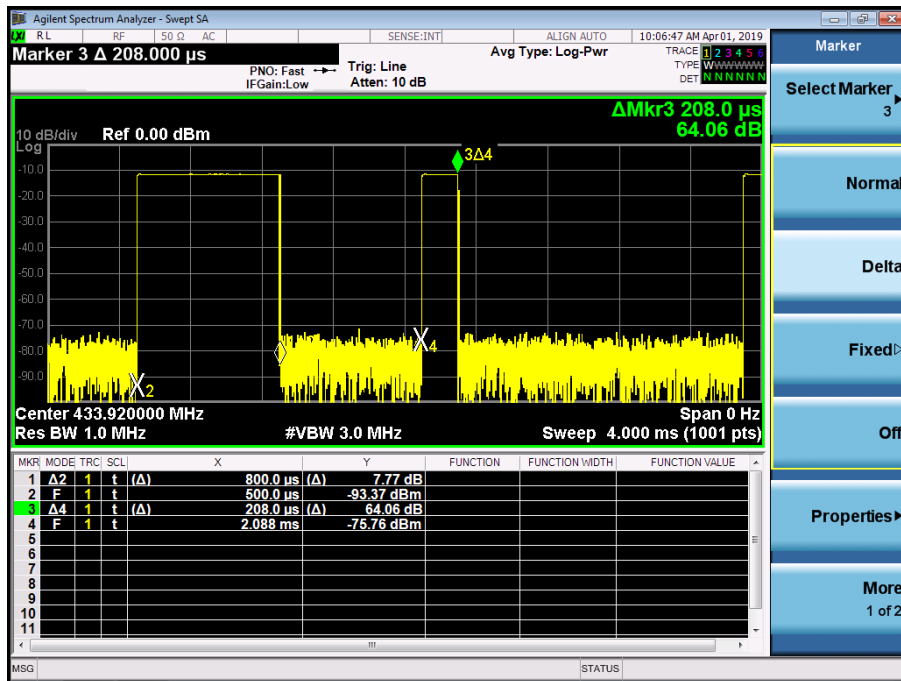 Agilent Spectrum Analyzer - Swept SA
LXI RL RF 50 Ω AC SENSE:INT ALIGN AUTO 10:06:47 AM Apr 01, 2019
Marker 3 Δ 208.000 µs
Avg Type: Log-Pwr
TRACE 1 2 3 4 5 6
TYPE WWWWWW
DET N N N N N N
PNO: Fast
IFGain:Low
Trig: Line
Atten: 10 dB
ΔMkr3 208.0 µs
64.06 dB
10 dB/div Ref 0.00 dBm
Log
-10.0
-20.0
-30.0
-40.0
-50.0
-60.0
-70.0
-80.0
-90.0
3Δ4
4
2
Center 433.920000 MHz Span 0 Hz
Res BW 1.0 MHz #VBW 3.0 MHz Sweep 4.000 ms (1001 pts)
MKR MODE TRC SCL X Y FUNCTION FUNCTION WIDTH FUNCTION VALUE
1 Δ2 1 t (Δ) 800.0 µs (Δ) 7.77 dB
2 F 1 t 500.0 µs -93.37 dBm
3 Δ4 1 t (Δ) 208.0 µs (Δ) 64.06 dB
4 F 1 t 2.088 ms -75.76 dBm
5
6
7
8
9
10
11
MSG STATUS
Marker
Select Marker
3
Normal
Delta
Fixed
Off
Properties
More
1 of 2